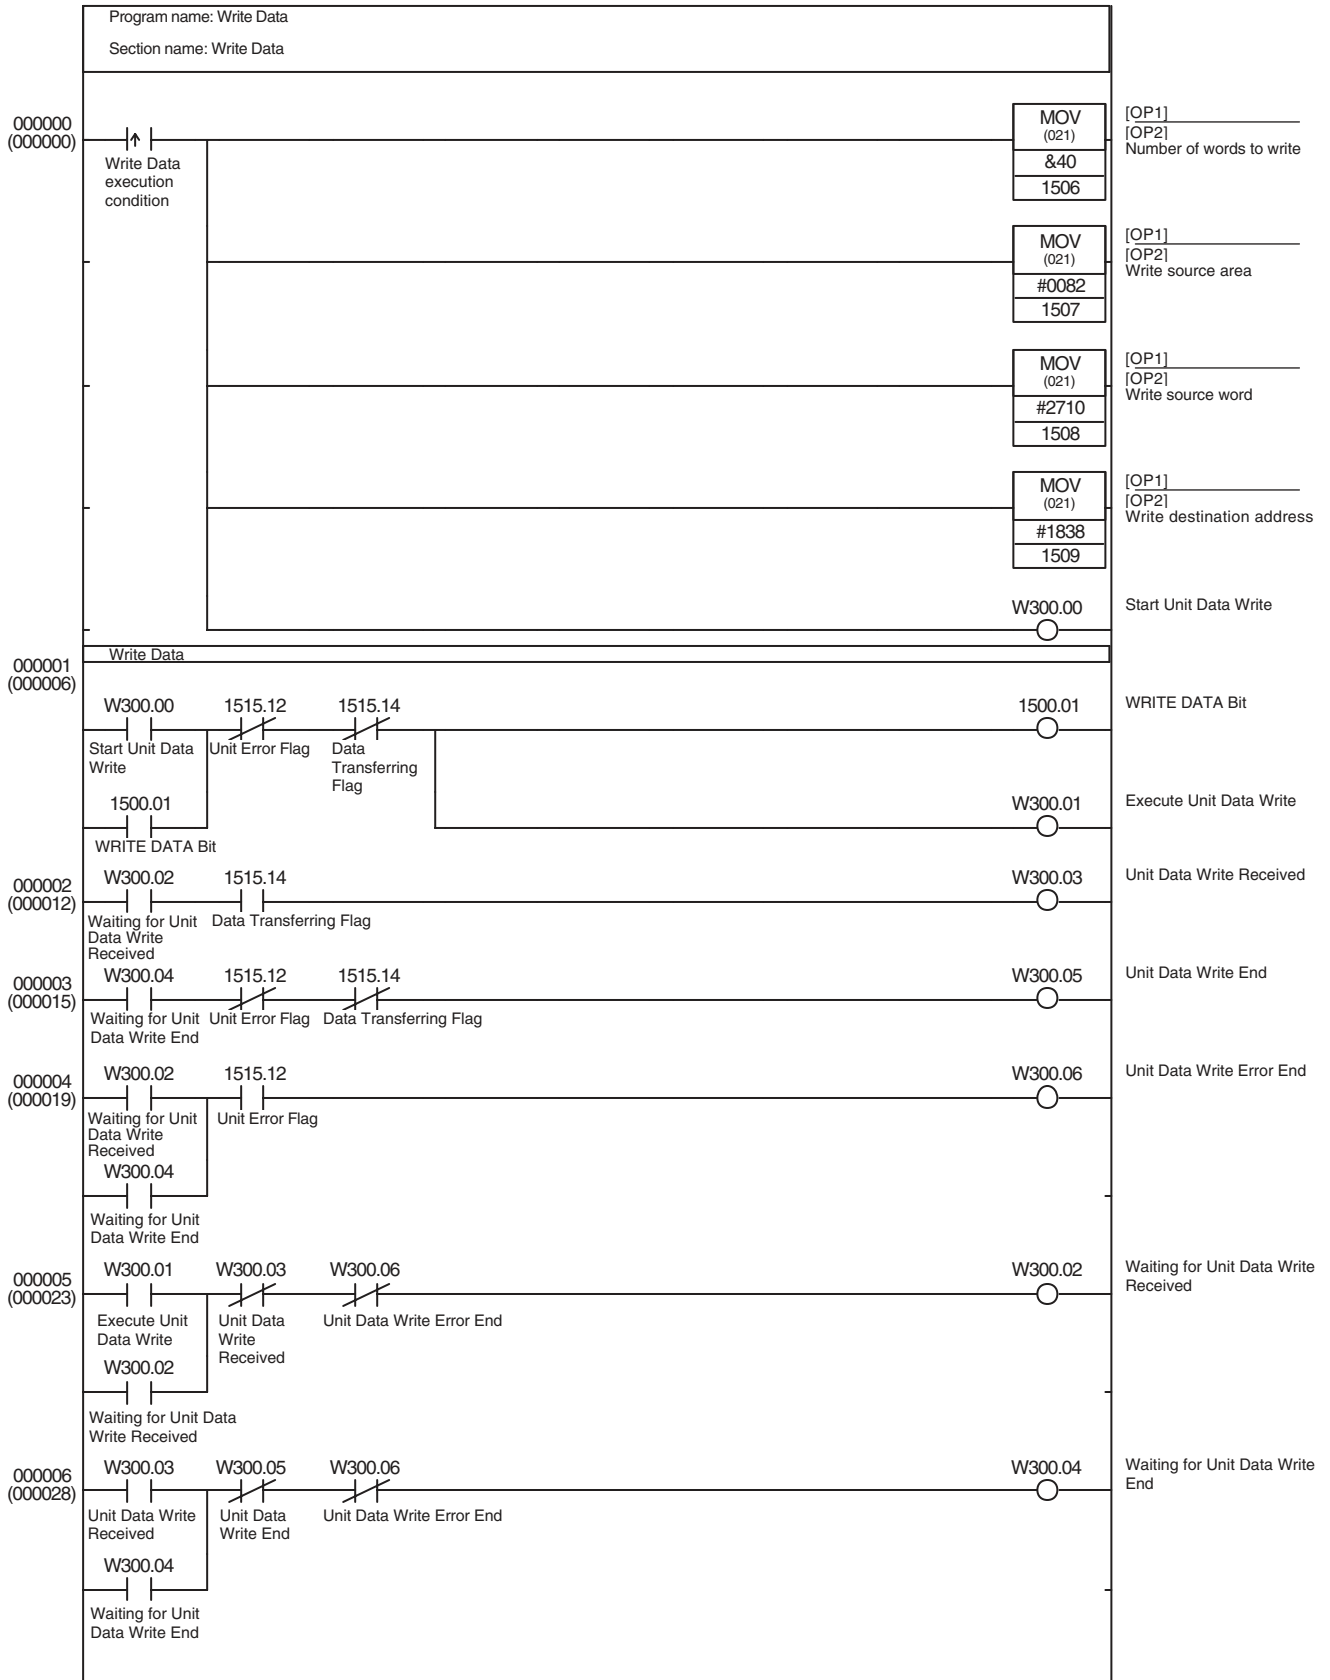 Program name: Write Data
Section name: Write Data
000000
(000000)
Write Data
execution
condition
MOV
(021)
&40
1506
[OP1]
[OP2]
Number of words to write
MOV
(021)
#0082
1507
[OP1]
[OP2]
Write source area
MOV
(021)
#2710
1508
[OP1]
[OP2]
Write source word
MOV
(021)
#1838
1509
[OP1]
[OP2]
Write destination address
W300.00
Start Unit Data Write
Write Data
000001
(000006)
W300.00 1515.12 1515.14 1500.01 WRITE DATA Bit
Start Unit Data
Write
Unit Error Flag
Data
Transferring
Flag
1500.01 W300.01 Execute Unit Data Write
WRITE DATA Bit
000002
(000012)
W300.02 1515.14 W300.03 Unit Data Write Received
Waiting for Unit
Data Write
Received
Data Transferring Flag
000003
(000015)
W300.04 1515.12 1515.14 W300.05 Unit Data Write End
Waiting for Unit
Data Write End
Unit Error Flag
Data Transferring Flag
000004
(000019)
W300.02 1515.12 W300.06 Unit Data Write Error End
Waiting for Unit
Data Write
Received
Unit Error Flag
W300.04
Waiting for Unit
Data Write End
000005
(000023)
W300.01 W300.03 W300.06 W300.02
Waiting for Unit Data Write
Received
Execute Unit
Data Write
Unit Data
Write
Received
Unit Data Write Error End
W300.02
Waiting for Unit Data
Write Received
000006
(000028)
W300.03 W300.05 W300.06 W300.04
Waiting for Unit Data Write
End
Unit Data Write
Received
Unit Data
Write End
Unit Data Write Error End
W300.04
Waiting for Unit
Data Write End